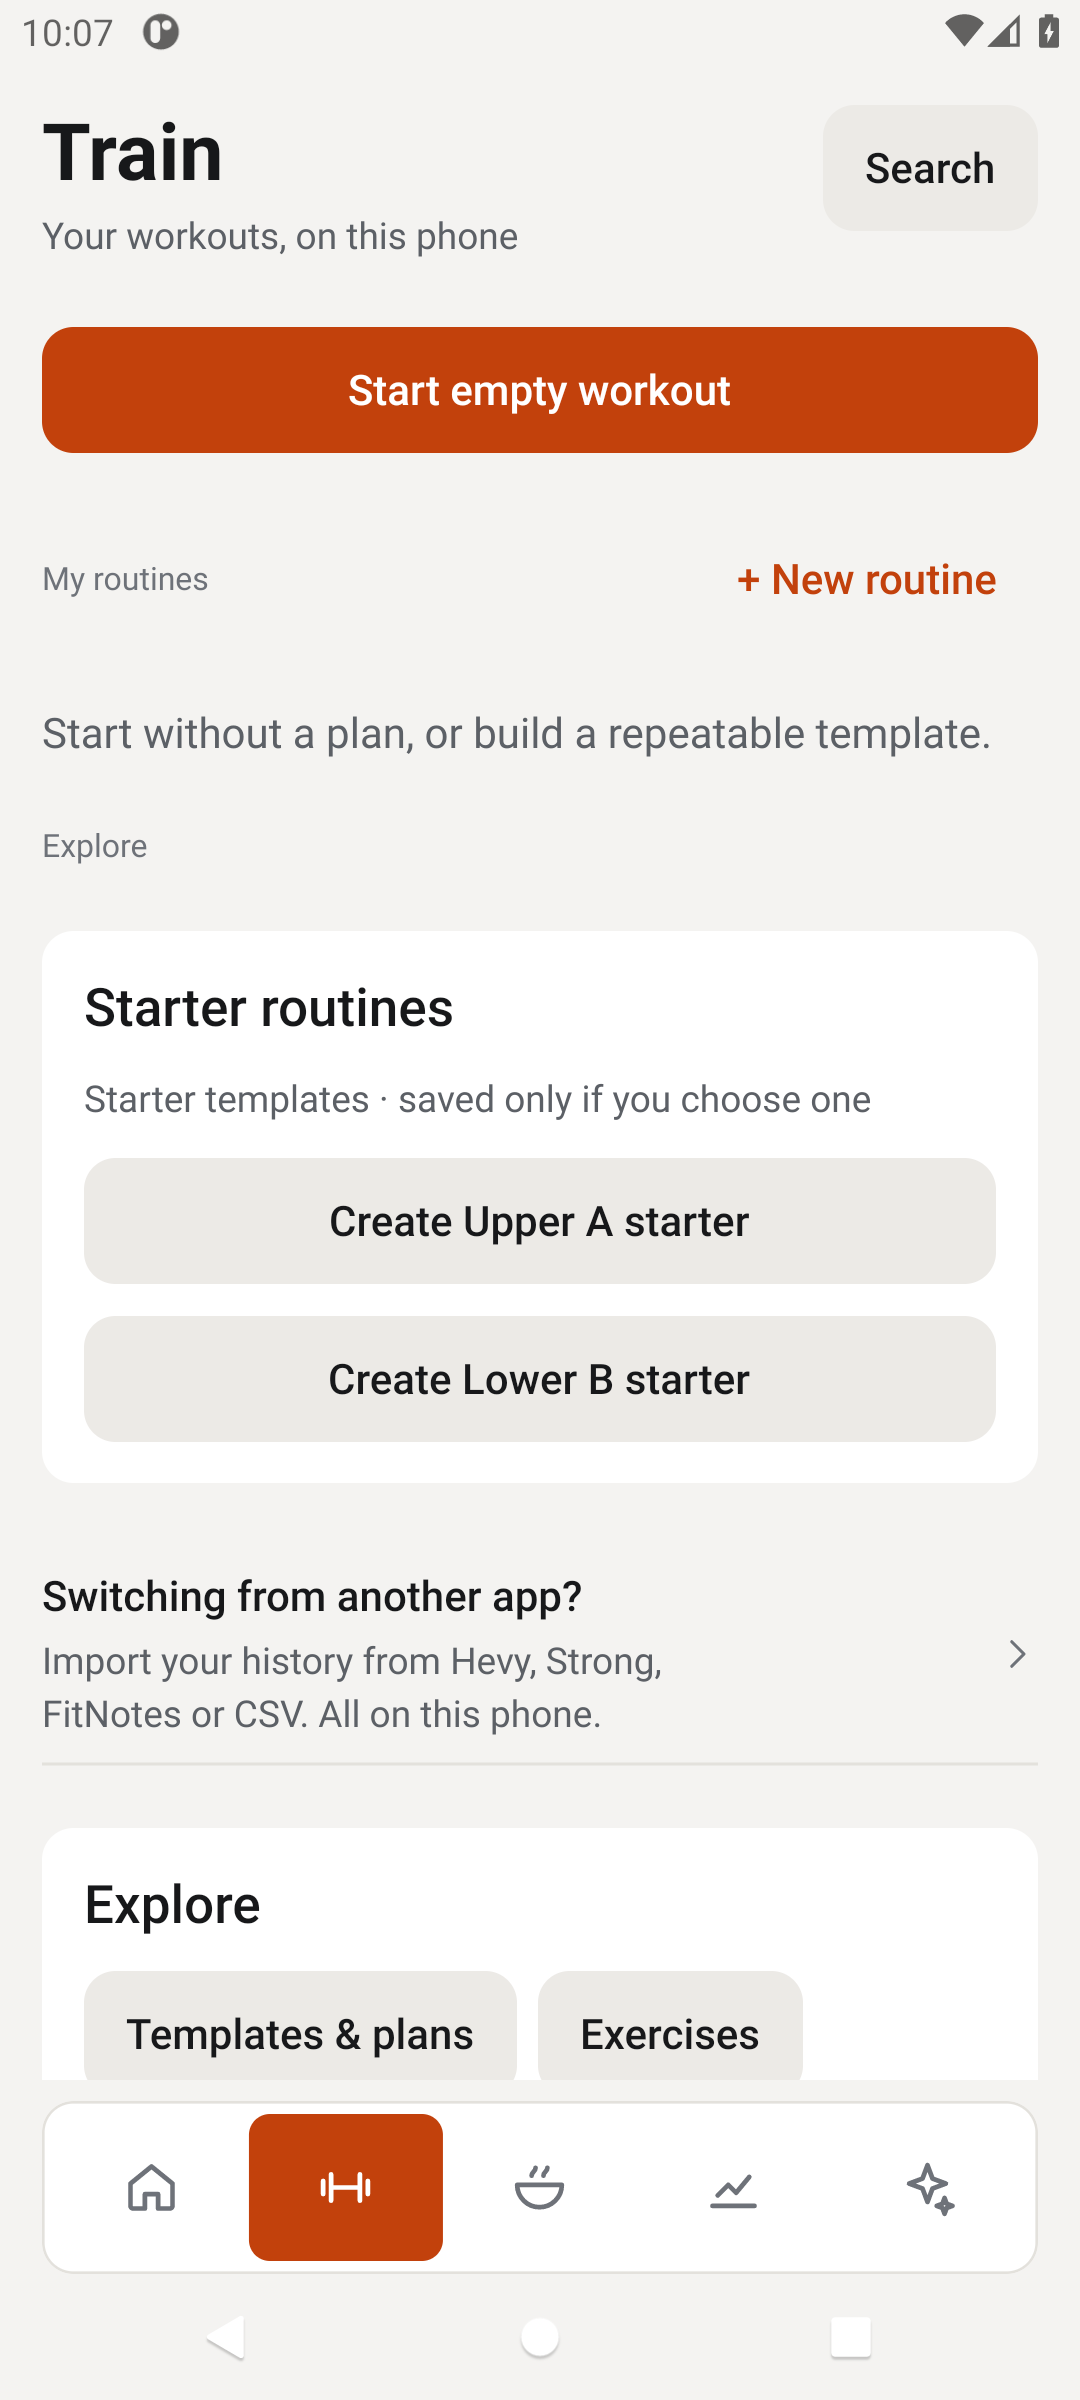 10:07
Train
Search
Your workouts, on this phone
Start empty workout
My routines
+ New routine
Start without a plan, or build a repeatable template.
Explore
Starter routines
Starter templates · saved only if you choose one
Create Upper A starter
Create Lower B starter
Switching from another app?
Import your history from Hevy, Strong,
FitNotes or CSV. All on this phone.
Explore
Templates & plans
Exercises